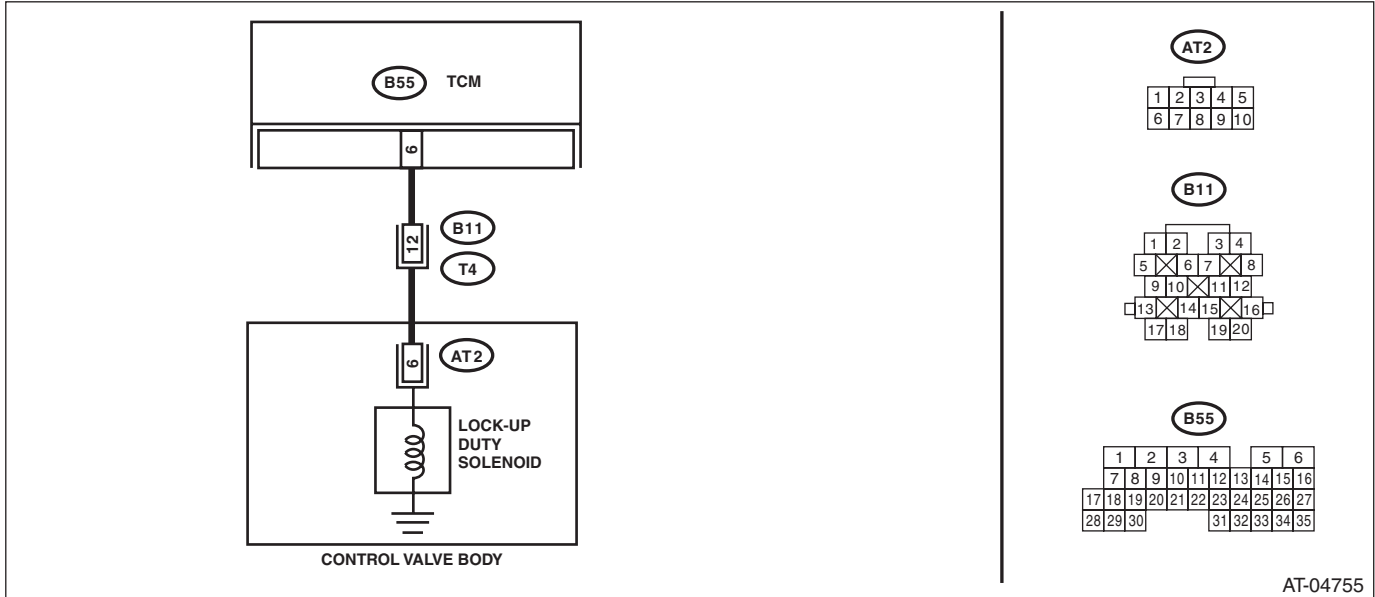 B55 TCM
6
B11
12
T4
AT2
6
LOCK-UP
DUTY
SOLENOID
CONTROL VALVE BODY
AT2
1 2 3 4 5
6 7 8 9 10
B11
1 2 3 4
5 6 7 8
9 10 11 12
13 14 15 16
17 18 19 20
B55
1 2 3 4 5 6
7 8 9 10 11 12 13 14 15 16
17 18 19 20 21 22 23 24 25 26 27
28 29 30 31 32 33 34 35
AT-04755